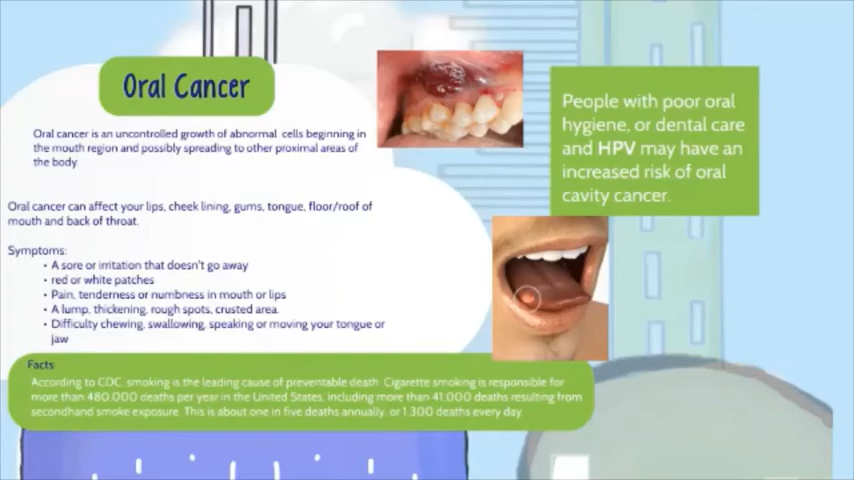 Oral Cancer
Oral cancer is an uncontrolled growth of abnormal cells beginning in
the mouth region and possibly spreading to other proximal areas of
the body
Oral cancer can affect your lips, cheek lining, gums, tongue, floor/roof of
mouth and back of throat.
Symptoms:
• A sore or irritation that doesn't go away
• red or white patches
• Pain, tenderness or numbness in mouth or lips
• A lump, thickening, rough spots, crusted area.
• Difficulty chewing, swallowing, speaking or moving your tongue or
jaw
People with poor oral
hygiene, or dental care
and HPV may have an
increased risk of oral
cavity cancer.
Facts:
According to CDC, smoking is the leading cause of preventable death. Cigarette smoking is responsible for
more than 480,000 deaths per year in the United States, including more than 41,000 deaths resulting from
secondhand smoke exposure. This is about one in five deaths annually, or 1,300 deaths every day.